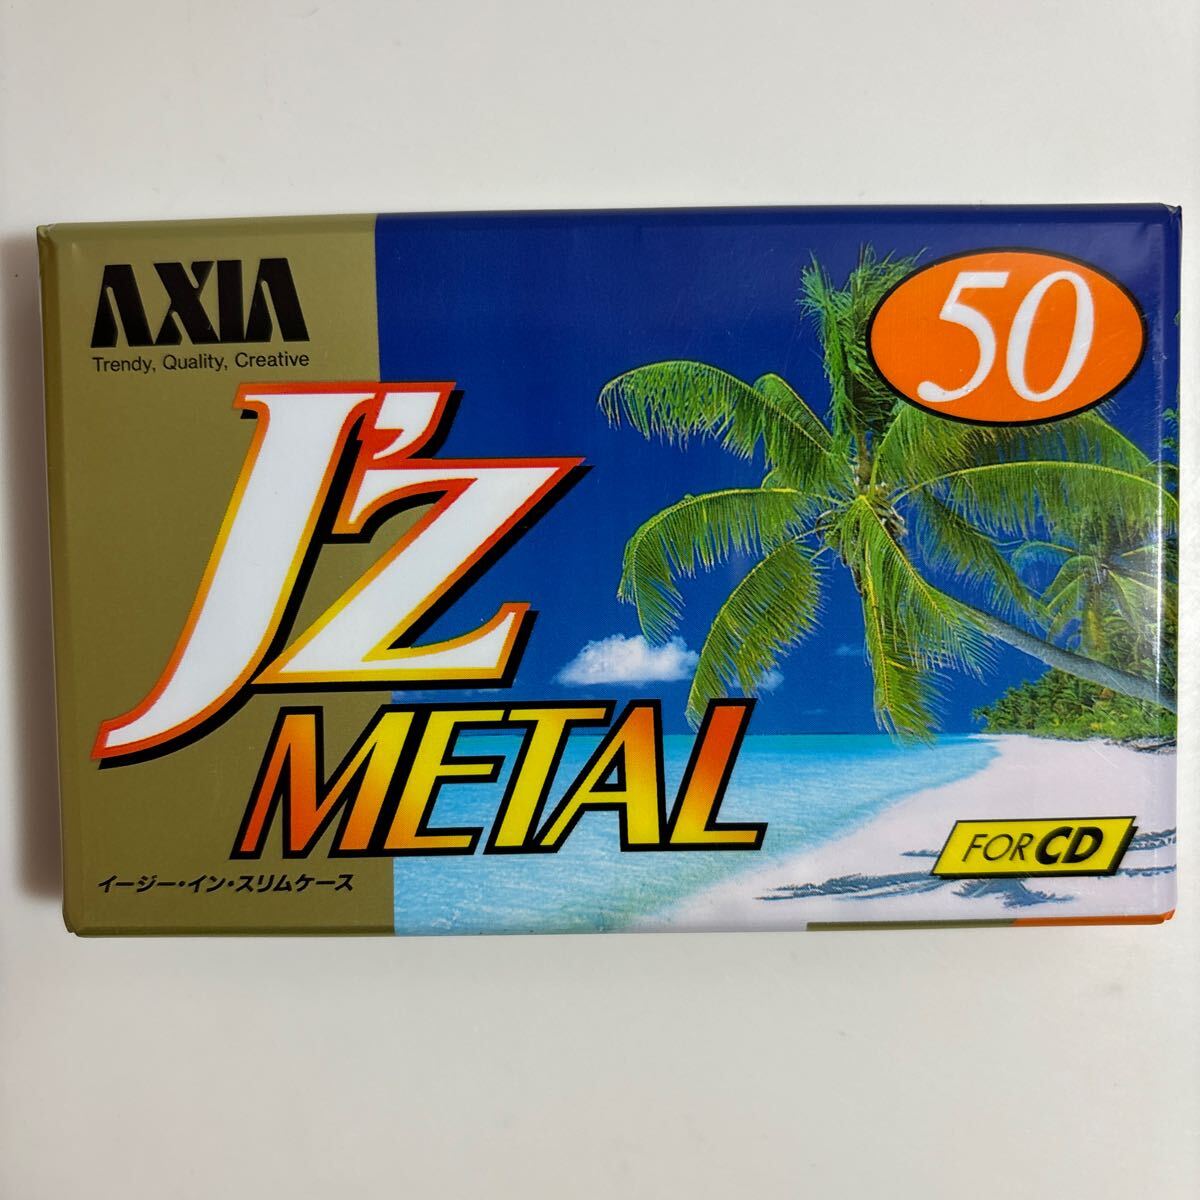 AXIA
Trendy, Quality, Creative
50
J'z
METAL
FOR CD
イージー・イン・スリムケース